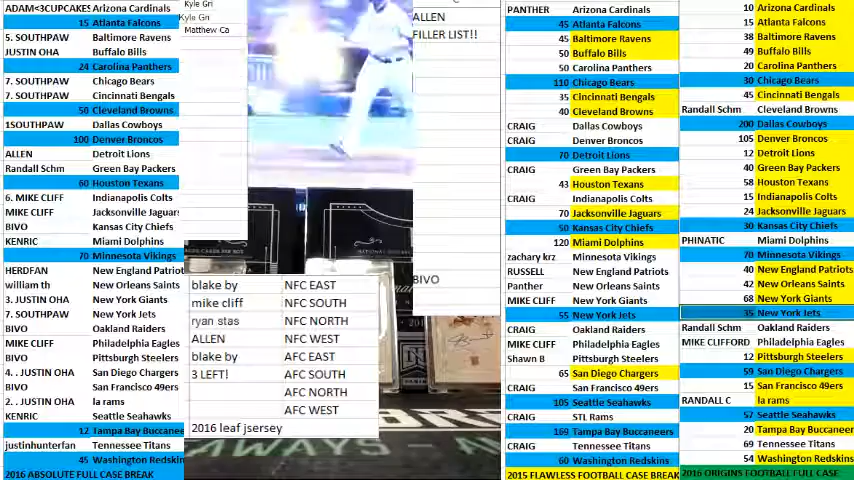 ADAM<3CUPCAKES Arizona Cardinals
15 Atlanta Falcons
5. SOUTHPAW Baltimore Ravens
JUSTIN OHA Buffalo Bills
24 Carolina Panthers
7. SOUTHPAW Chicago Bears
7. SOUTHPAW Cincinnati Bengals
50 Cleveland Browns
1SOUTHPAW Dallas Cowboys
100 Denver Broncos
ALLEN Detroit Lions
Randall Schm Green Bay Packers
60 Houston Texans
6. MIKE CLIFF Indianapolis Colts
MIKE CLIFF Jacksonville Jaguars
BIVO Kansas City Chiefs
KENRIC Miami Dolphins
70 Minnesota Vikings
HERDFAN New England Patriot
william th New Orleans Saints
3. JUSTIN OHA New York Giants
7. SOUTHPAW New York Jets
BIVO Oakland Raiders
MIKE CLIFF Philadelphia Eagles
BIVO Pittsburgh Steelers
4. . JUSTIN OHA San Diego Chargers
BIVO San Francisco 49ers
2. . JUSTIN OHA la rams
KENRIC Seattle Seahawks
12 Tampa Bay Buccanee
justinhunterfan Tennessee Titans
45 Washington Redskin
2016 ABSOLUTE FULL CASE BREAK
Kyle Gri
Kyle Gri
Matthew Ca
blake by NFC EAST
mike cliff NFC SOUTH
ryan stas NFC NORTH
ALLEN NFC WEST
blake by AFC EAST
3 LEFT! AFC SOUTH
AFC NORTH
AFC WEST
2016 leaf jsersey
ALLEN
FILLER LIST!!
BIVO
PANTHER Arizona Cardinals
45 Atlanta Falcons
45 Baltimore Ravens
50 Buffalo Bills
50 Carolina Panthers
110 Chicago Bears
35 Cincinnati Bengals
40 Cleveland Browns
CRAIG Dallas Cowboys
CRAIG Denver Broncos
70 Detroit Lions
CRAIG Green Bay Packers
43 Houston Texans
CRAIG Indianapolis Colts
70 Jacksonville Jaguars
50 Kansas City Chiefs
120 Miami Dolphins
zachary krz Minnesota Vikings
RUSSELL New England Patriots
Panther New Orleans Saints
MIKE CLIFF New York Giants
55 New York Jets
CRAIG Oakland Raiders
MIKE CLIFF Philadelphia Eagles
Shawn B Pittsburgh Steelers
65 San Diego Chargers
CRAIG San Francisco 49ers
105 Seattle Seahawks
CRAIG STL Rams
169 Tampa Bay Buccaneers
CRAIG Tennessee Titans
60 Washington Redskins
2015 FLAWLESS FOOTBALL CASE BREAK
10 Arizona Cardinals
15 Atlanta Falcons
38 Baltimore Ravens
49 Buffalo Bills
20 Carolina Panthers
30 Chicago Bears
45 Cincinnati Bengals
Randall Schm Cleveland Browns
200 Dallas Cowboys
105 Denver Broncos
12 Detroit Lions
40 Green Bay Packers
58 Houston Texans
15 Indianapolis Colts
24 Jacksonville Jaguars
30 Kansas City Chiefs
PHINATIC Miami Dolphins
70 Minnesota Vikings
40 New England Patriots
42 New Orleans Saints
68 New York Giants
35 New York Jets
Randall Schm Oakland Raiders
MIKE CLIFFORD Philadelphia Eagles
12 Pittsburgh Steelers
59 San Diego Chargers
15 San Francisco 49ers
RANDALL C la rams
57 Seattle Seahawks
20 Tampa Bay Buccaneers
69 Tennessee Titans
54 Washington Redskins
2016 ORIGINS FOOTBALL FULL CASE